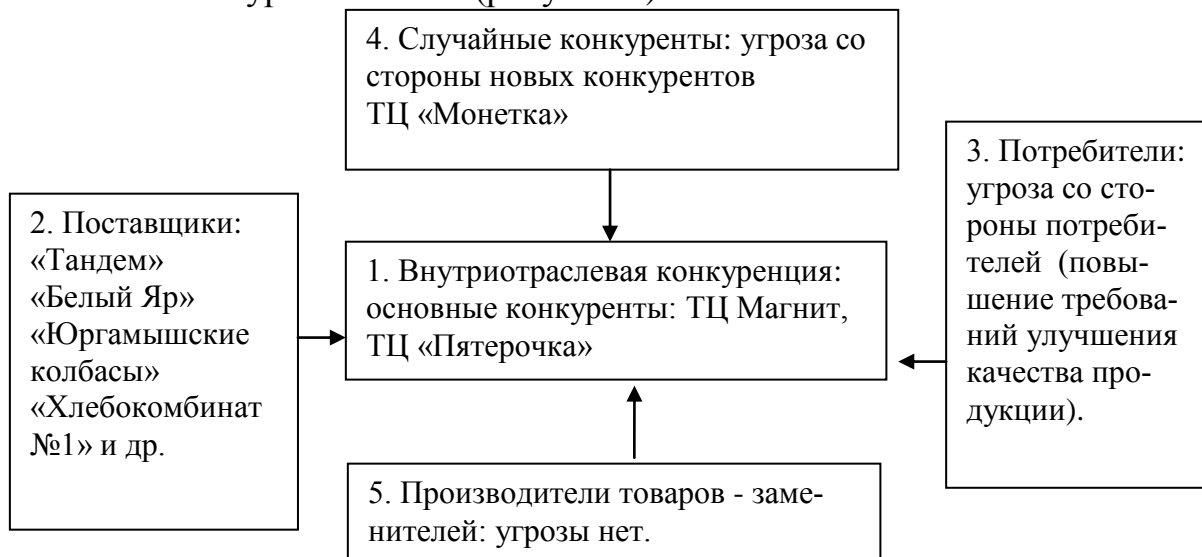 4. Случайные конкуренты: угроза со
стороны новых конкурентов
ТЦ «Монетка»
3. Потребители:
угроза со сто-
роны потреби-
телей (повы-
шение требова-
ний улучшения
качества про-
дукции).
2. Поставщики:
«Тандем»
«Белый Яр»
«Юргамышские
колбасы»
«Хлебокомбинат
№1» и др.
1. Внутриотраслевая конкуренция:
основные конкуренты: ТЦ Магнит,
ТЦ «Пятерочка»
5. Производители товаров - заме-
нителей: угрозы нет.